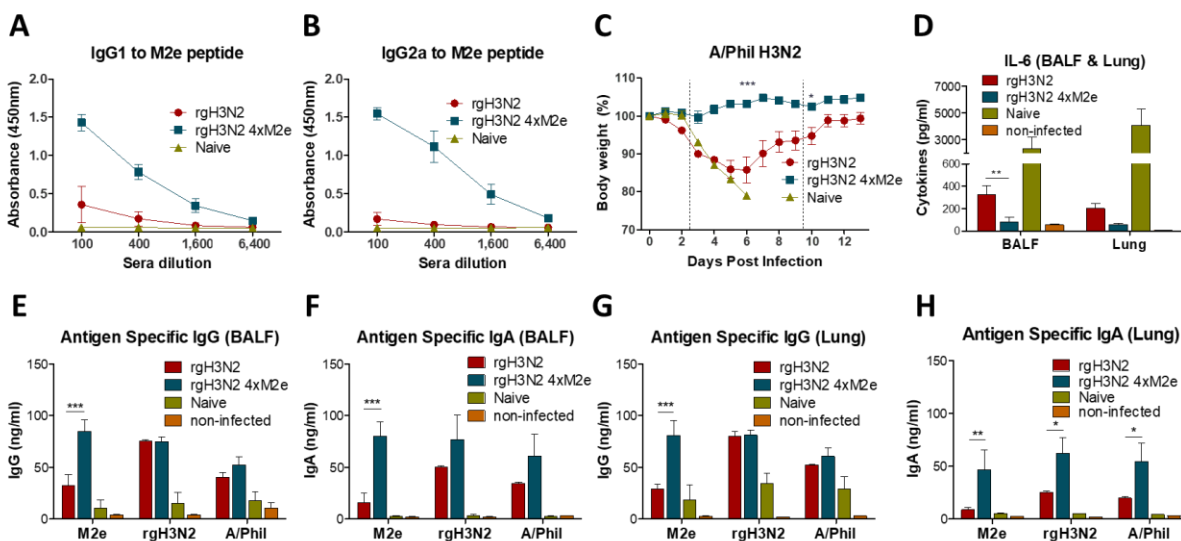 A
IgG1 to M2e peptide
2.0
1.5
1.0
0.5
0.0
Absorbance (450nm)
rgH3N2
rgH3N2 4xM2e
Naive
100 400 1,600 6,400
Sera dilution
B
IgG2a to M2e peptide
2.0
1.5
1.0
0.5
0.0
Absorbance (450nm)
rgH3N2
rgH3N2 4xM2e
Naive
100 400 1,600 6,400
Sera dilution
C
A/Phil H3N2
110
100
90
80
70
Body weight (%)
***
*
rgH3N2
rgH3N2 4xM2e
Naive
0 2 4 6 8 10 12
Days Post Infection
D
IL-6 (BALF & Lung)
rgH3N2
rgH3N2 4xM2e
Naive
non-infected
7000
5000
3000
1000
600
400
200
0
Cytokines (pg/ml)
**
BALF Lung
E
Antigen Specific IgG (BALF)
150
100
50
0
IgG (ng/ml)
rgH3N2
rgH3N2 4xM2e
Naive
non-infected
***
M2e rgH3N2 A/Phil
F
Antigen Specific IgA (BALF)
150
100
50
0
IgA (ng/ml)
rgH3N2
rgH3N2 4xM2e
Naive
non-infected
***
M2e rgH3N2 A/Phil
G
Antigen Specific IgG (Lung)
150
100
50
0
IgG (ng/ml)
rgH3N2
rgH3N2 4xM2e
Naive
non-infected
***
M2e rgH3N2 A/Phil
H
Antigen Specific IgA (Lung)
150
100
50
0
IgA (ng/ml)
rgH3N2
rgH3N2 4xM2e
Naive
non-infected
**
*
*
M2e rgH3N2 A/Phil